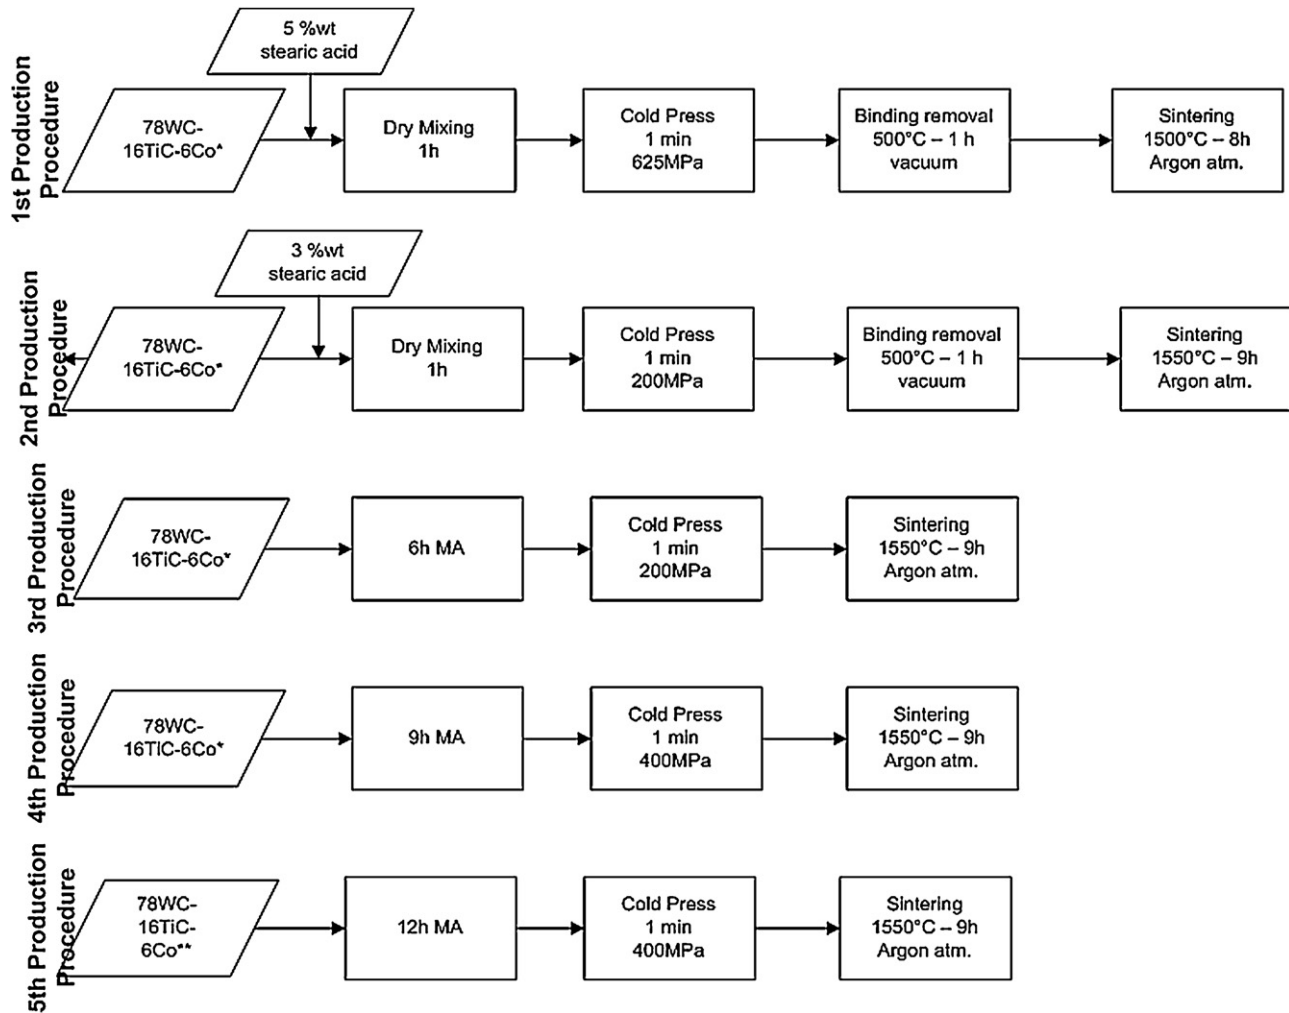 1st Production
Procedure
5 %wt
stearic acid
78WC-
16TiC-6Co*
Dry Mixing
1h
Cold Press
1 min
625MPa
Binding removal
500°C – 1 h
vacuum
Sintering
1500°C – 8h
Argon atm.
2nd Production
Procedure
3 %wt
stearic acid
78WC-
16TiC-6Co*
Dry Mixing
1h
Cold Press
1 min
200MPa
Binding removal
500°C – 1 h
vacuum
Sintering
1550°C – 9h
Argon atm.
3rd Production
Procedure
78WC-
16TiC-6Co*
6h MA
Cold Press
1 min
200MPa
Sintering
1550°C – 9h
Argon atm.
4th Production
Procedure
78WC-
16TiC-6Co*
9h MA
Cold Press
1 min
400MPa
Sintering
1550°C – 9h
Argon atm.
5th Production
Procedure
78WC-
16TiC-
6Co**
12h MA
Cold Press
1 min
400MPa
Sintering
1550°C – 9h
Argon atm.